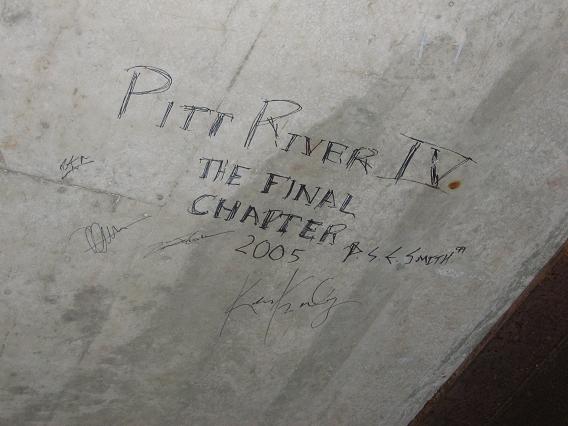 PITT RIVER IV
THE FINAL
CHAPTER
2005
SMITH